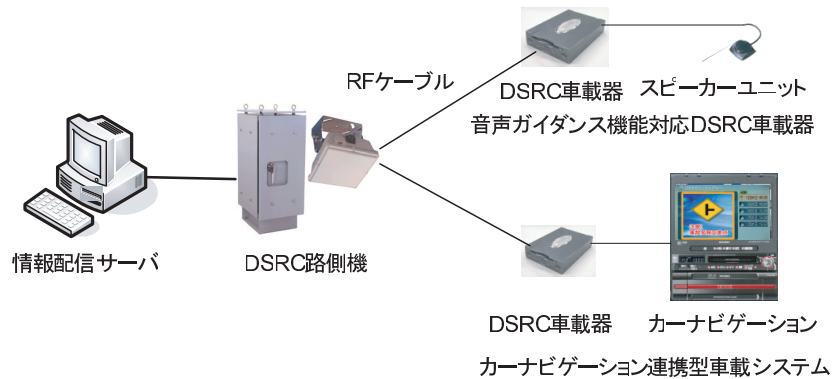 RFケーブル
DSRC車載器
スピーカーユニット
音声ガイダンス機能対応DSRC車載器
情報配信サーバ
DSRC路側機
DSRC車載器
カーナビゲーション
カーナビゲーション連携型車載システム